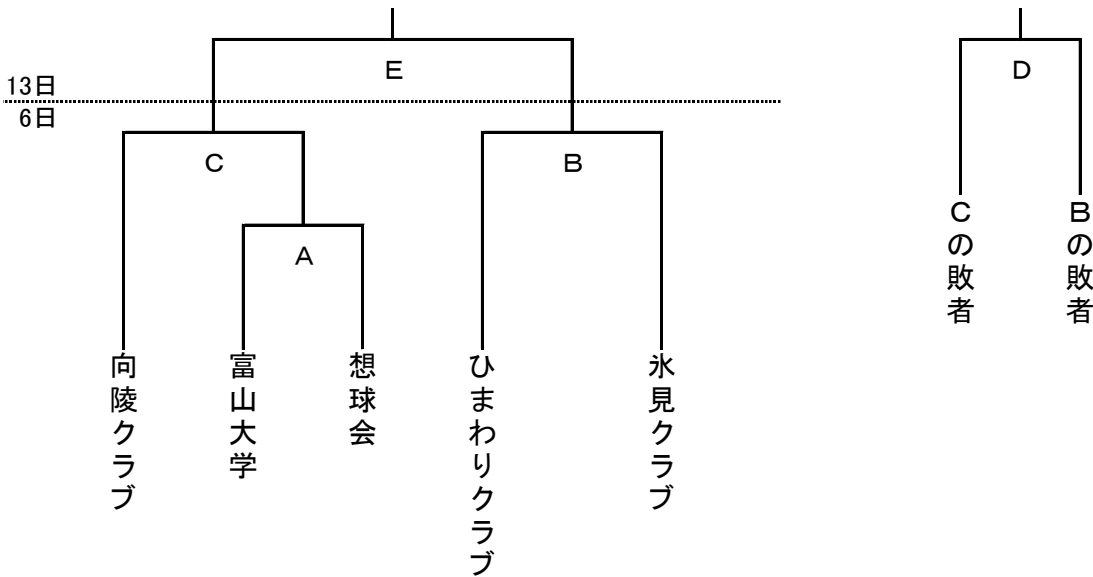 E
D
13日
6日
C
B
A
Cの敗者
Bの敗者
向陵クラブ
富山大学
想球会
ひまわりクラブ
氷見クラブ